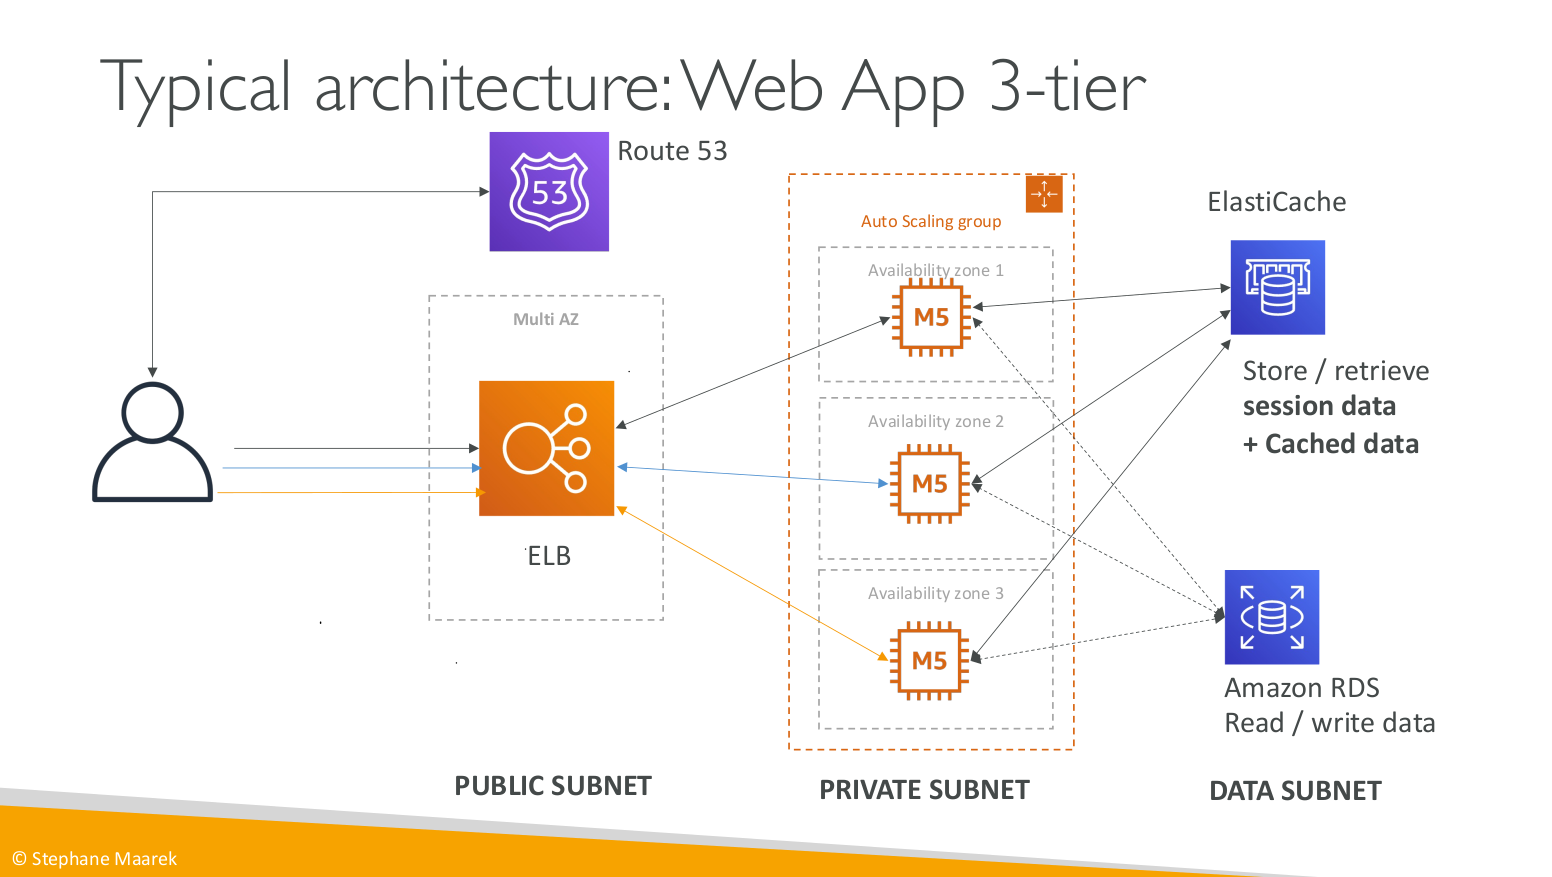 Typical architecture: Web App 3-tier
53
Route 53
Auto Scaling group
ElastiCache
Multi AZ
Availability zone 1
M5
Store / retrieve
session data
+ Cached data
Availability zone 2
M5
ELB
Availability zone 3
M5
Amazon RDS
Read / write data
PUBLIC SUBNET
PRIVATE SUBNET
DATA SUBNET
© Stephane Maarek